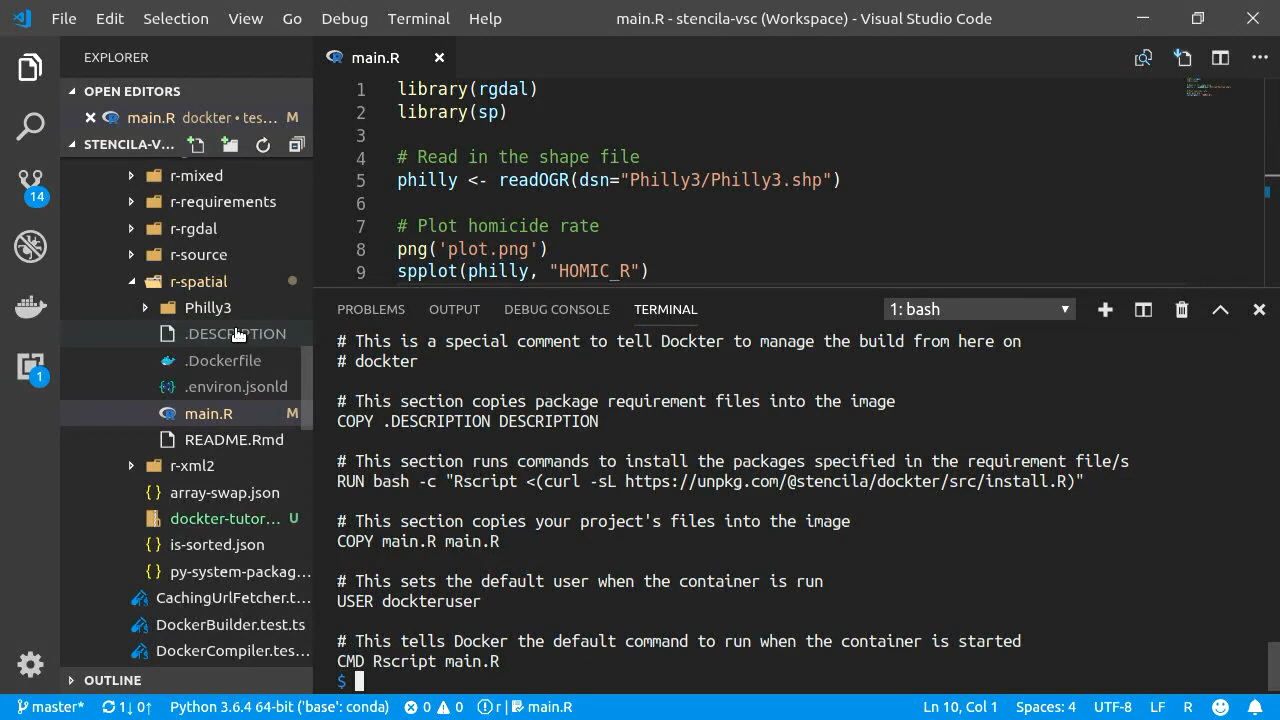 File Edit Selection View Go Debug Terminal Help main.R - stencila-vsc (Workspace) - Visual Studio Code
EXPLORER
OPEN EDITORS
main.R dockter • tes... M
STENCILA-V...
r-mixed
r-requirements
r-rgdal
r-source
r-spatial
Philly3
.DESCRIPTION
.Dockerfile
.environ.jsonld
main.R M
README.Rmd
r-xml2
array-swap.json
dockter-tutor... U
is-sorted.json
py-system-packag...
CachingUrlFetcher.t...
DockerBuilder.test.ts
DockerCompiler.tes...
OUTLINE
14
1
main.R
1 library(rgdal)
2 library(sp)
3
4 # Read in the shape file
5 philly <- readOGR(dsn="Philly3/Philly3.shp")
6
7 # Plot homicide rate
8 png('plot.png')
9 spplot(philly, "HOMIC_R")
PROBLEMS OUTPUT DEBUG CONSOLE TERMINAL 1: bash
# This is a special comment to tell Dockter to manage the build from here on
# dockter
# This section copies package requirement files into the image
COPY .DESCRIPTION DESCRIPTION
# This section runs commands to install the packages specified in the requirement file/s
RUN bash -c "Rscript <(curl -sL https://unpkg.com/@stencila/dockter/src/install.R)"
# This section copies your project's files into the image
COPY main.R main.R
# This sets the default user when the container is run
USER dockteruser
# This tells Docker the default command to run when the container is started
CMD Rscript main.R
$
master* 1↓ 0↑ Python 3.6.4 64-bit ('base': conda) 0 0 r | main.R Ln 10, Col 1 Spaces: 4 UTF-8 LF R